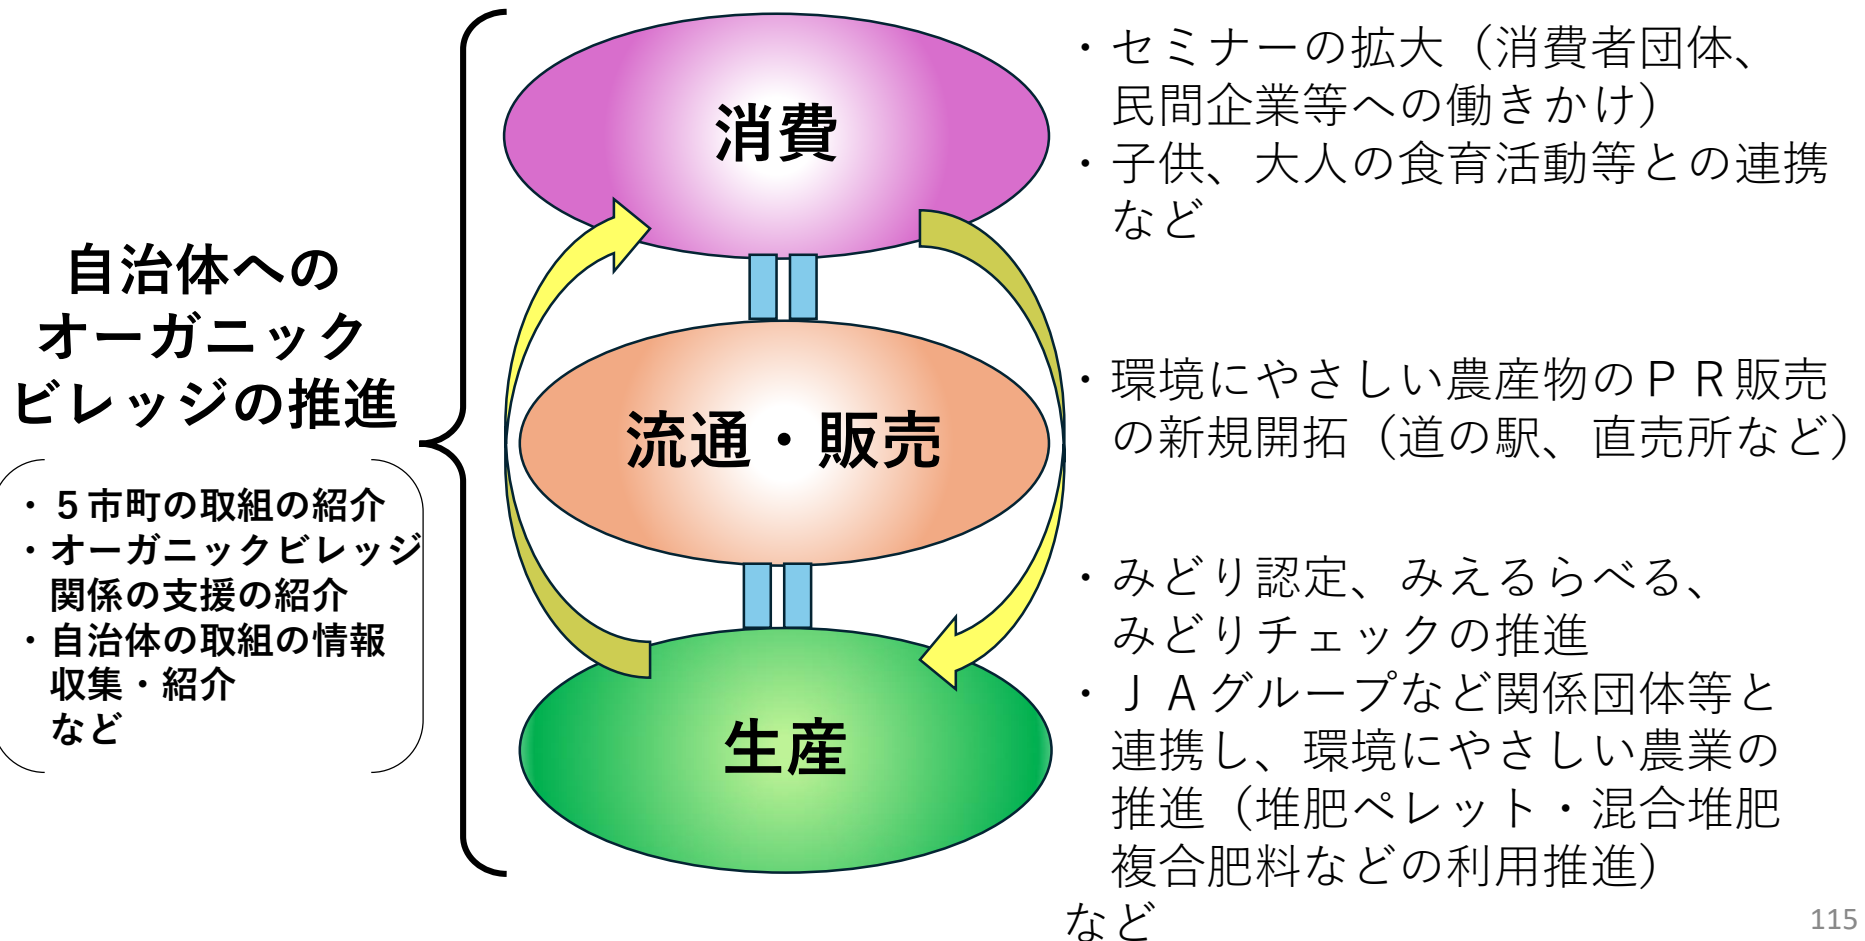 自治体への
オーガニック
ビレッジの推進
・５市町の取組の紹介
・オーガニックビレッジ
関係の支援の紹介
・自治体の取組の情報
収集・紹介
など
消費
流通・販売
生産
・セミナーの拡大（消費者団体、
民間企業等への働きかけ）
・子供、大人の食育活動等との連携
など
・環境にやさしい農産物のＰＲ販売
の新規開拓（道の駅、直売所など）
・みどり認定、みえるらべる、
みどりチェックの推進
・ＪＡグループなど関係団体等と
連携し、環境にやさしい農業の
推進（堆肥ペレット・混合堆肥
複合肥料などの利用推進）
など
115